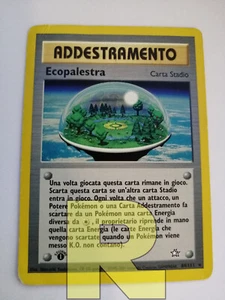 ADDESTRAMENTO
Ecopalestra
Carta Stadio
Una volta giocata questa carta rimane in gioco.
Scarta questa carta se un'altra carta Stadio
entra in gioco. Ogni volta che un attacco, un
Potere Pokémon o una Carta Addestramento fa
scartare da un Pokémon una carta Energia
diversa da , il proprietario riprende in mano
quella carta Energia (le carte Energia che
vengono scartate quando un Pokémon viene
messo K.O. non contano).